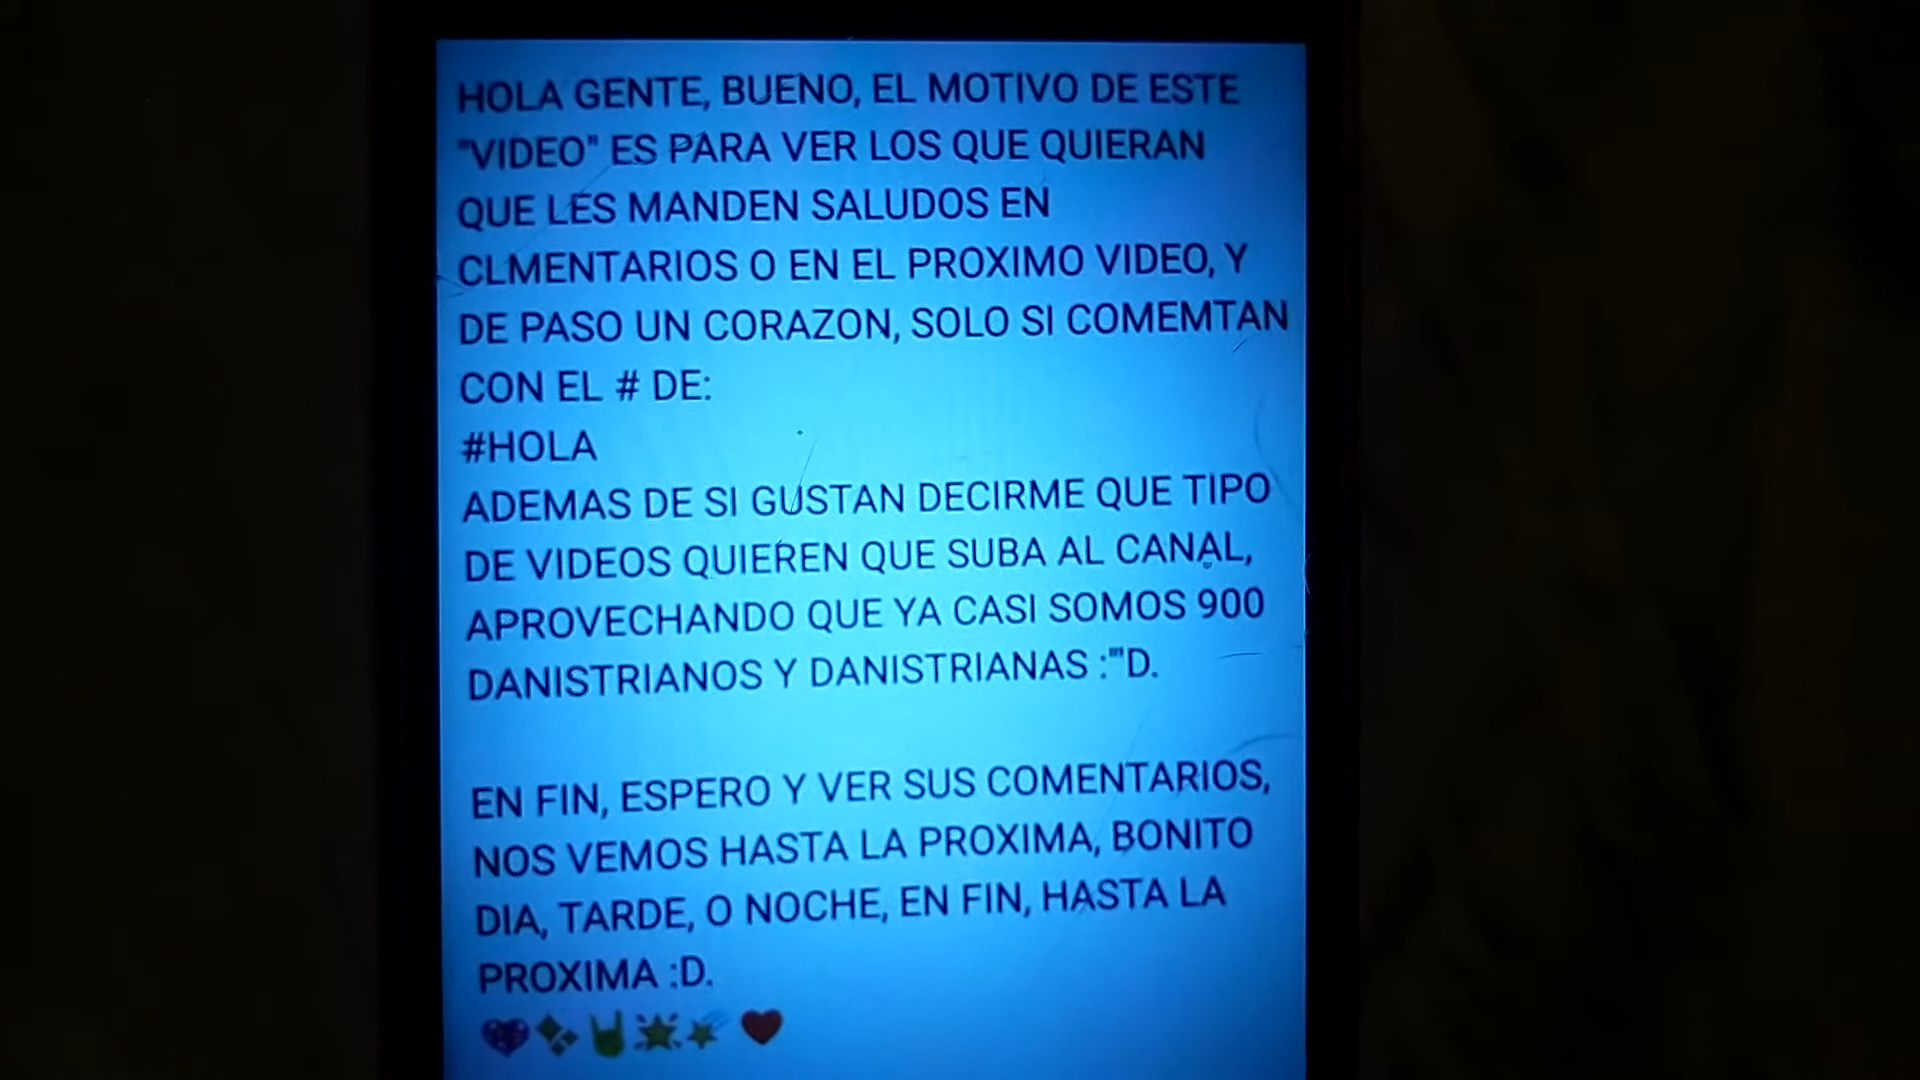 HOLA GENTE, BUENO, EL MOTIVO DE ESTE
"VIDEO" ES PARA VER LOS QUE QUIERAN
QUE LES MANDEN SALUDOS EN
CLMENTARIOS O EN EL PROXIMO VIDEO, Y
DE PASO UN CORAZON, SOLO SI COMEMTAN
CON EL # DE:
#HOLA
ADEMAS DE SI GUSTAN DECIRME QUE TIPO
DE VIDEOS QUIEREN QUE SUBA AL CANAL,
APROVECHANDO QUE YA CASI SOMOS 900
DANISTRIANOS Y DANISTRIANAS :'"D.
EN FIN, ESPERO Y VER SUS COMENTARIOS,
NOS VEMOS HASTA LA PROXIMA, BONITO
DIA, TARDE, O NOCHE, EN FIN, HASTA LA
PROXIMA :D.
💖✨🤘🌟🌠 ❤